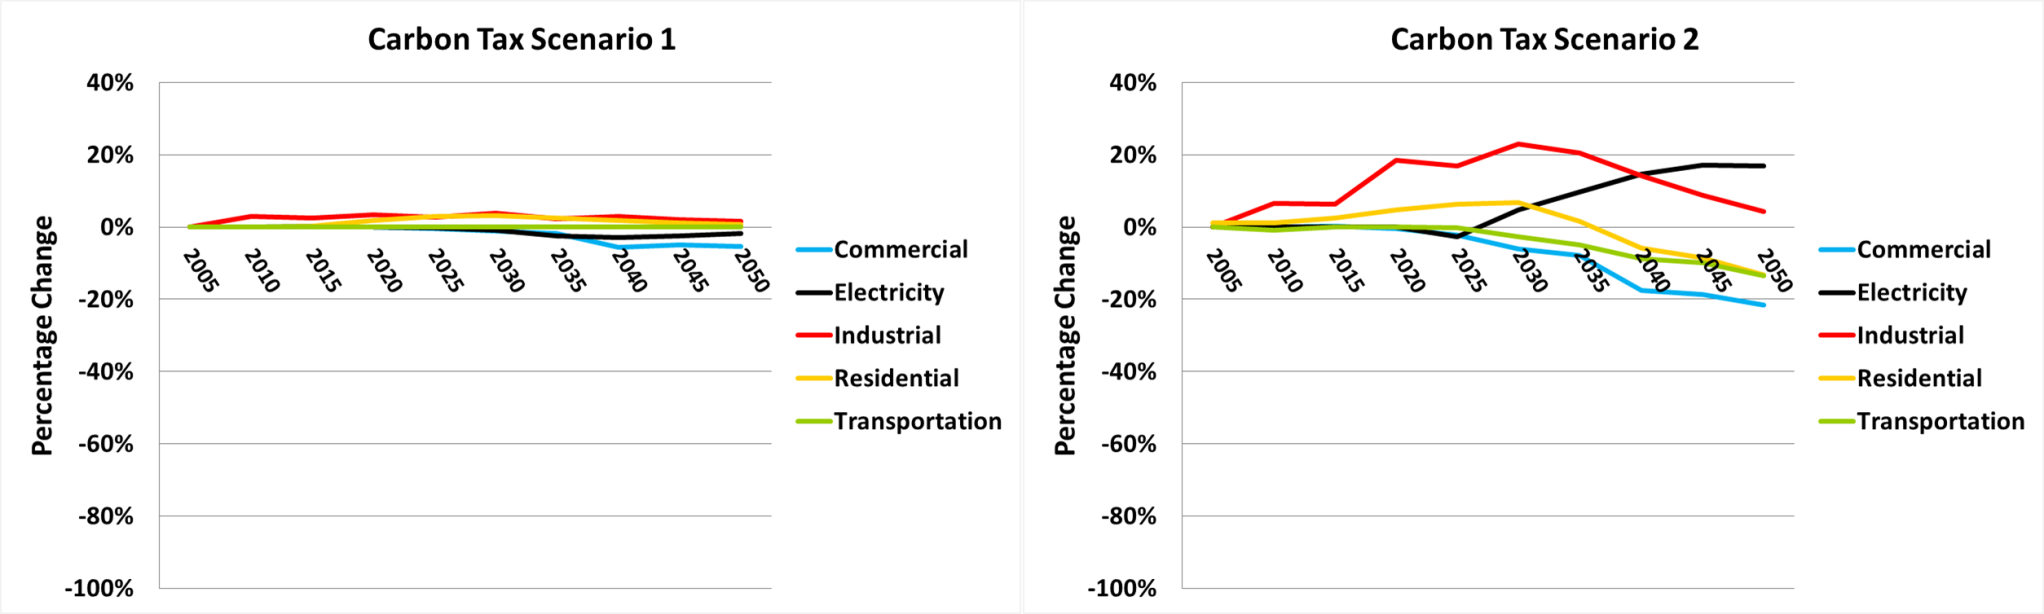 Carbon Tax Scenario 1
40%
20%
0%
-20%
-40%
-60%
-80%
-100%
Percentage Change
2005
2010
2015
2020
2025
2030
2035
2040
2045
2050
Commercial
Electricity
Industrial
Residential
Transportation
Carbon Tax Scenario 2
40%
20%
0%
-20%
-40%
-60%
-80%
-100%
Percentage Change
2005
2010
2015
2020
2025
2030
2035
2040
2045
2050
Commercial
Electricity
Industrial
Residential
Transportation